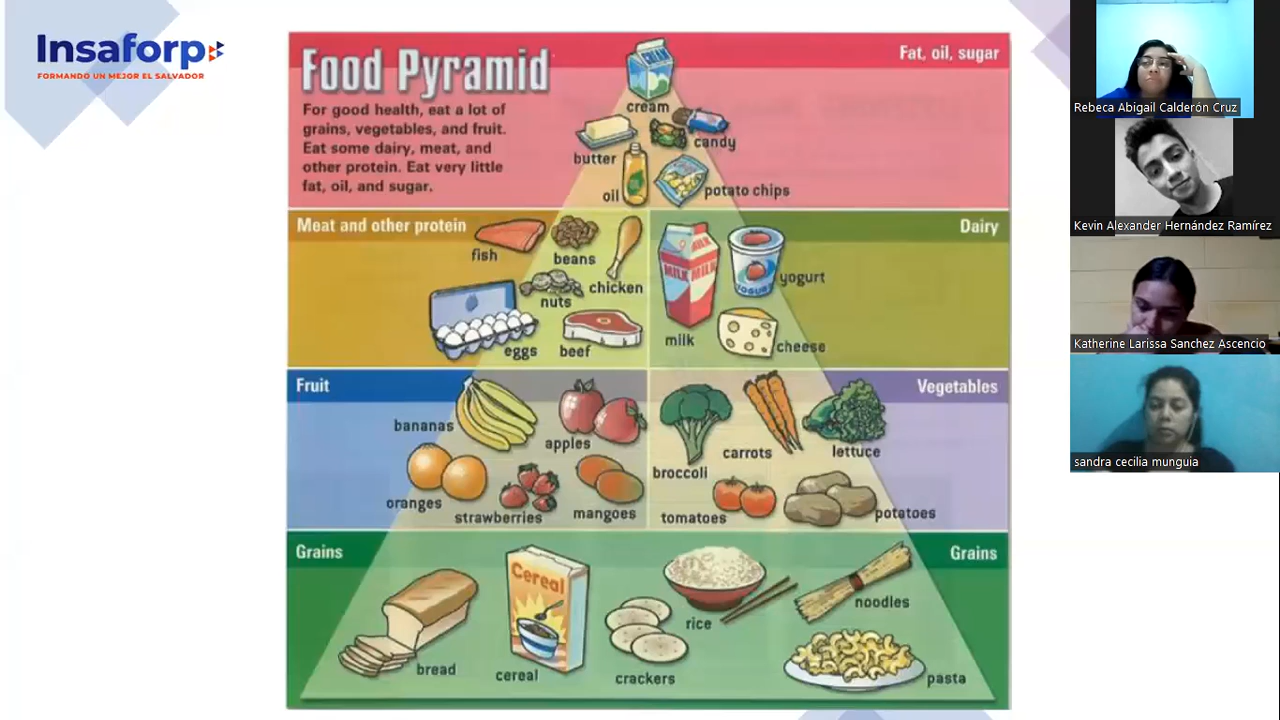 Insaforp
FORMANDO UN MEJOR EL SALVADOR
Food Pyramid
For good health, eat a lot of
grains, vegetables, and fruit.
Eat some dairy, meat, and
other protein. Eat very little
fat, oil, and sugar.
Fat, oil, sugar
CREAM
cream
butter
candy
oil
potato chips
Meat and other protein
fish
beans
chicken
nuts
eggs
beef
Dairy
MILK
MILK MILK
milk
YOGURT
yogurt
cheese
Fruit
bananas
apples
oranges
strawberries
mangoes
Vegetables
broccoli
carrots
lettuce
tomatoes
potatoes
Grains
Grains
bread
Cereal
cereal
crackers
rice
noodles
pasta
Rebeca Abigail Calderón Cruz
Kevin Alexander Hernández Ramírez
Katherine Larissa Sanchez Ascencio
sandra cecilia munguia